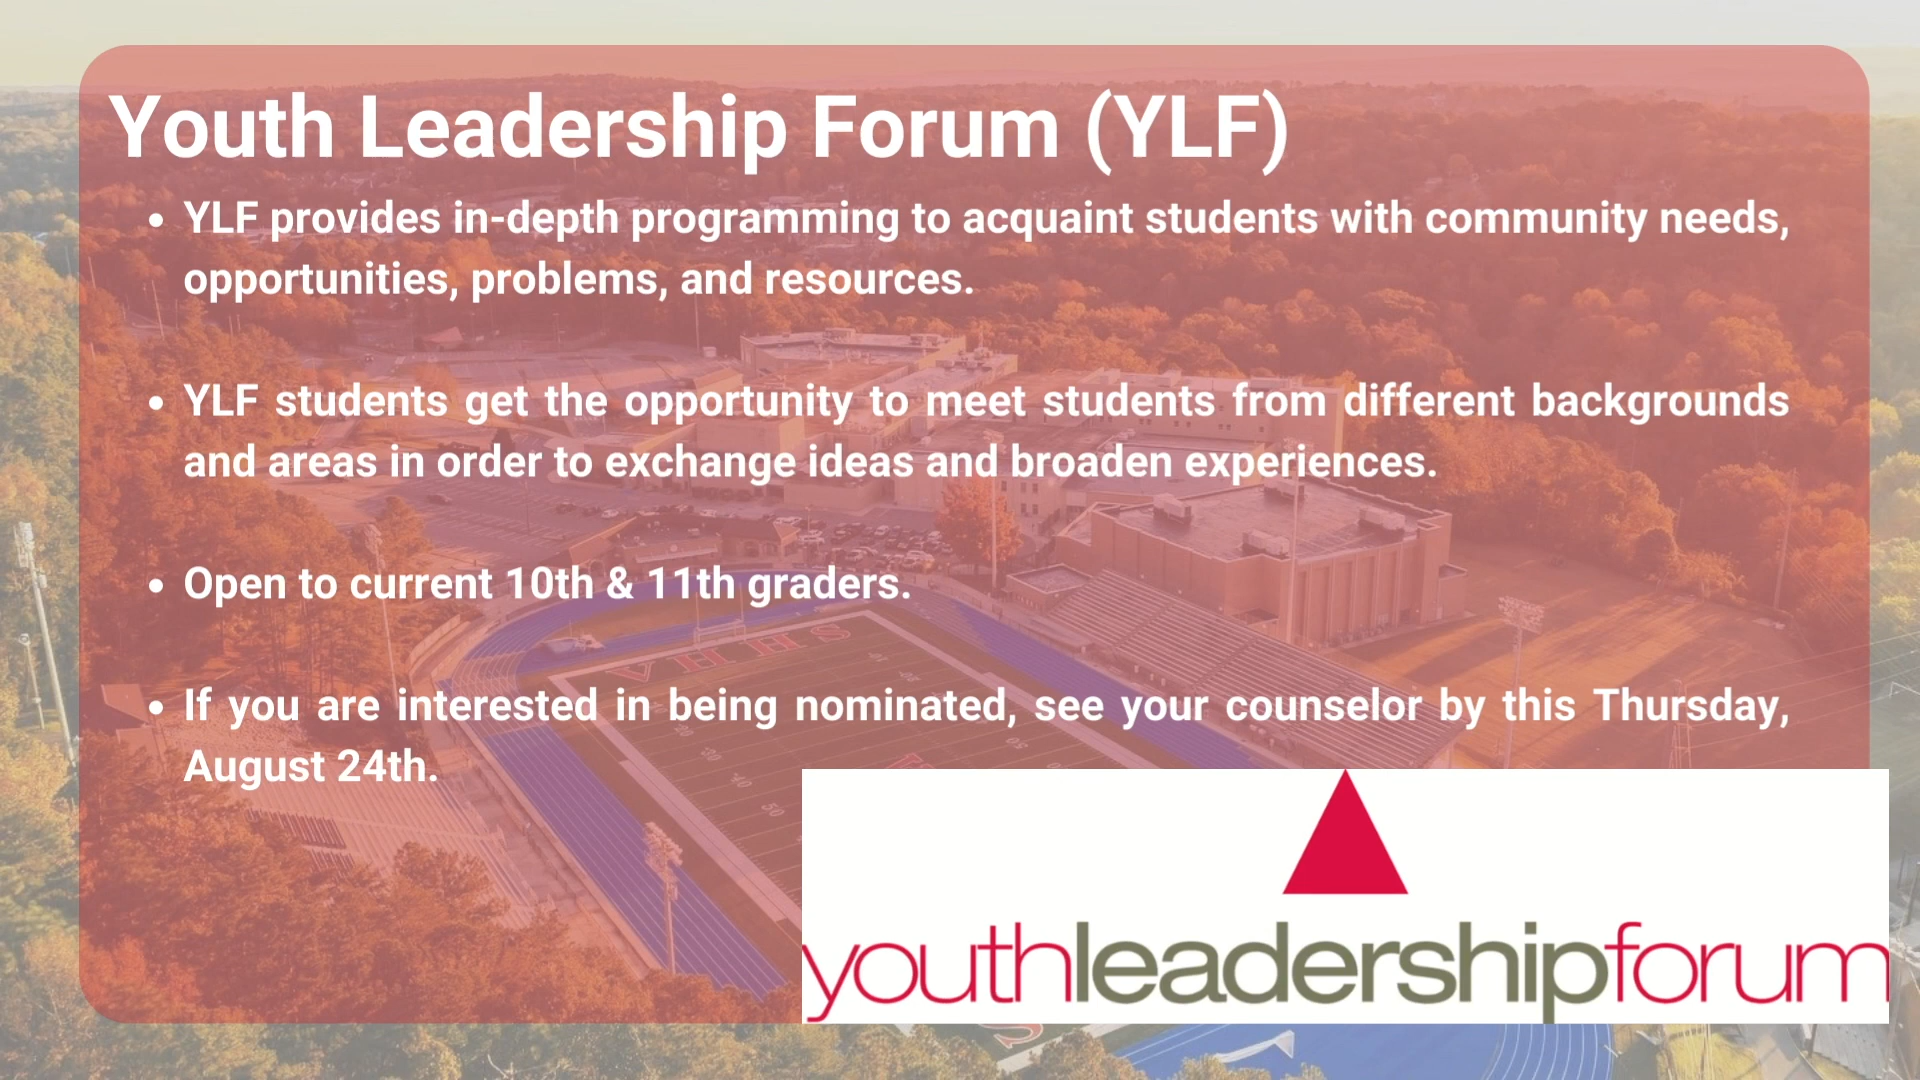 Youth Leadership Forum (YLF)
• YLF provides in-depth programming to acquaint students with community needs,
opportunities, problems, and resources.
• YLF students get the opportunity to meet students from different backgrounds
and areas in order to exchange ideas and broaden experiences.
• Open to current 10th & 11th graders.
VHHS
• If you are interested in being nominated, see your counselor by this Thursday,
August 24th.
youthleadershipforum